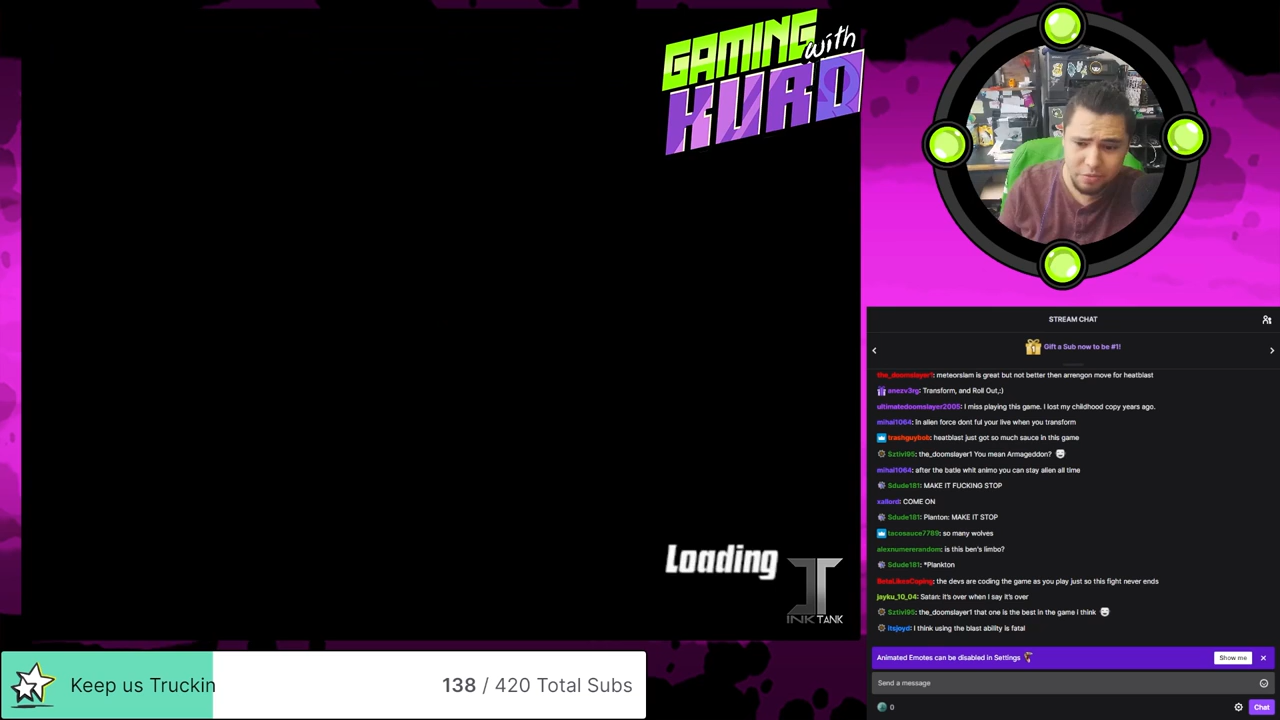 GAMING
with
KURO
STREAM CHAT
Gift a Sub now to be #1!
the_doomslayer1: meteorslam is great but not better then arrengon move for heatblast
anezv3rg: Transform, and Roll Out,:)
ultimatedoomslayer2005: I miss playing this game. I lost my childhood copy years ago.
mihai1064: in alien force dont ful your live when you transform
trashguybob: heatblast just got so much sauce in this game
Sztivi95: the_doomslayer1 You mean Armageddon?
mihai1064: after the batle whit animo you can stay alien all time
Sdude181: MAKE IT FUCKING STOP
xallord: COME ON
Sdude181: Planton: MAKE IT STOP
tacosauce7789: so many wolves
alexnumererandom: is this ben's limbo?
Sdude181: *Plankton
BetaLikesCoping: the devs are coding the game as you play just so this fight never ends
jayku_10_04: Satan: it's over when I say it's over
Sztivi95: the_doomslayer1 that one is the best in the game i think
itsjoyd: I think using the blast ability is fatal
Loading
INKTANK
Animated Emotes can be disabled in Settings
Show me
Send a message
0
Chat
Keep us Truckin
138 / 420 Total Subs